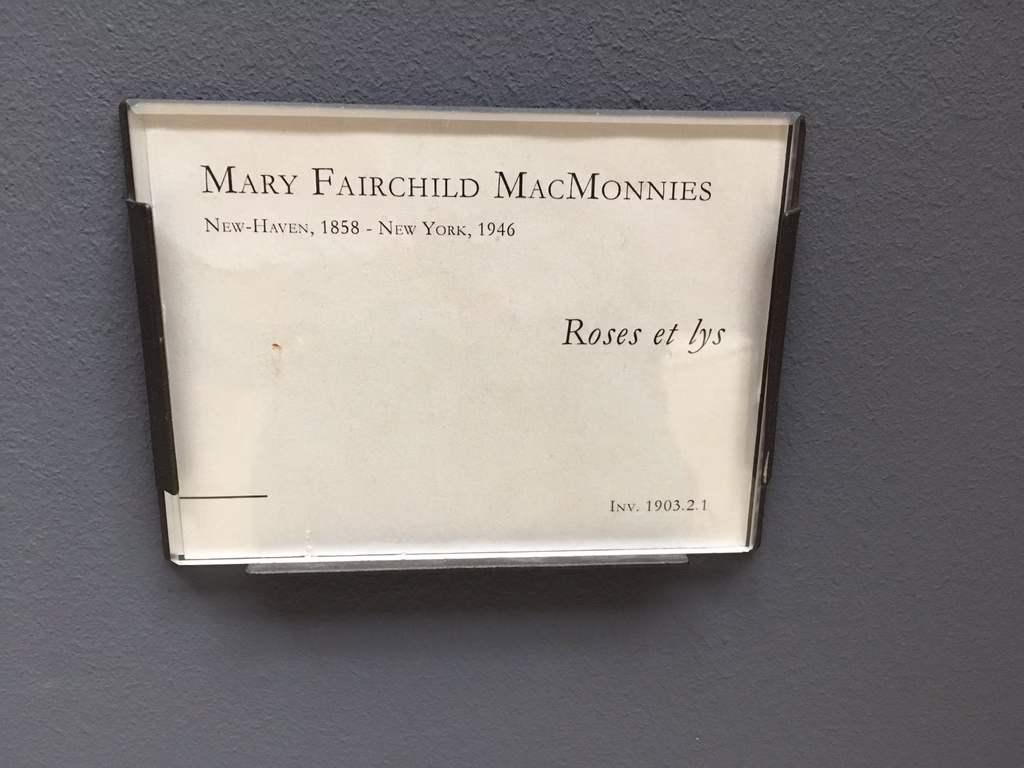 MARY FAIRCHILD MACMONNIES
NEW-HAVEN, 1858 - NEW YORK, 1946
Roses et lys
INV. 1903.2.1